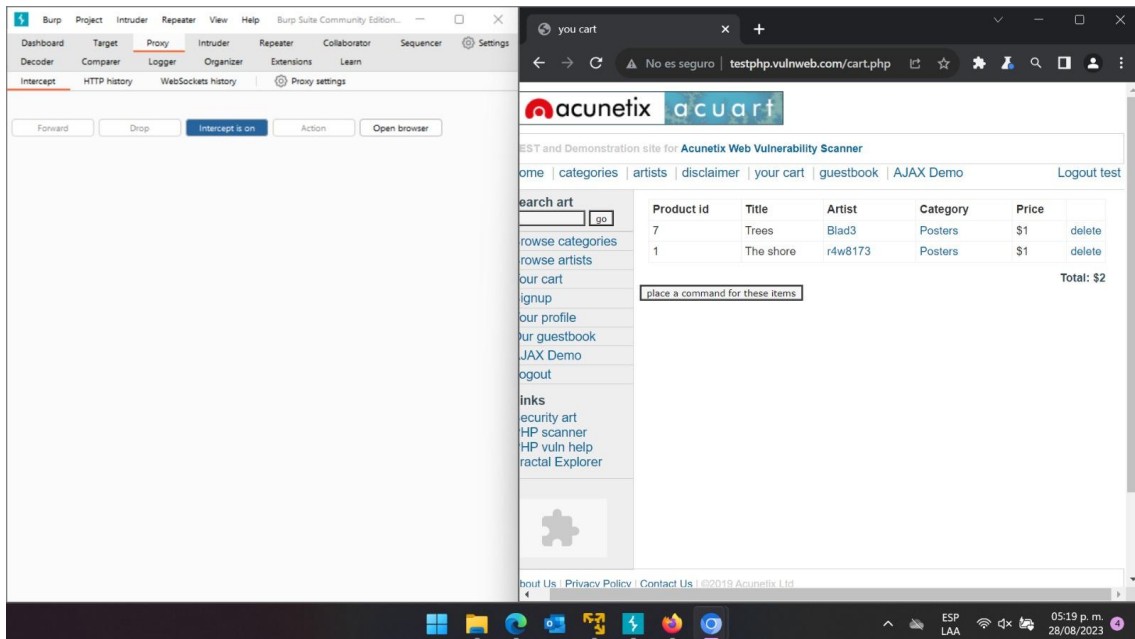 Burp Project Intruder Repeater View Help Burp Suite Community Edition...
Dashboard Target Proxy Intruder Repeater Collaborator Sequencer Settings
Decoder Comparer Logger Organizer Extensions Learn
Intercept HTTP history WebSockets history Proxy settings
Forward Drop Intercept is on Action Open browser
you cart
No es seguro testphp.vulnweb.com/cart.php
acunetix acuart
EST and Demonstration site for Acunetix Web Vulnerability Scanner
ome | categories | artists | disclaimer | your cart | guestbook | AJAX Demo Logout test
earch art
go
rowse categories
rowse artists
our cart
ignup
our profile
ur guestbook
JAX Demo
ogout
inks
ecurity art
HP scanner
HP vuln help
ractal Explorer
Product id Title Artist Category Price
7 Trees Blad3 Posters $1 delete
1 The shore r4w8173 Posters $1 delete
Total: $2
place a command for these items
bout Us | Privacy Policy | Contact Us | ©2019 Acunetix Ltd
ESP
LAA
05:19 p. m.
28/08/2023
4